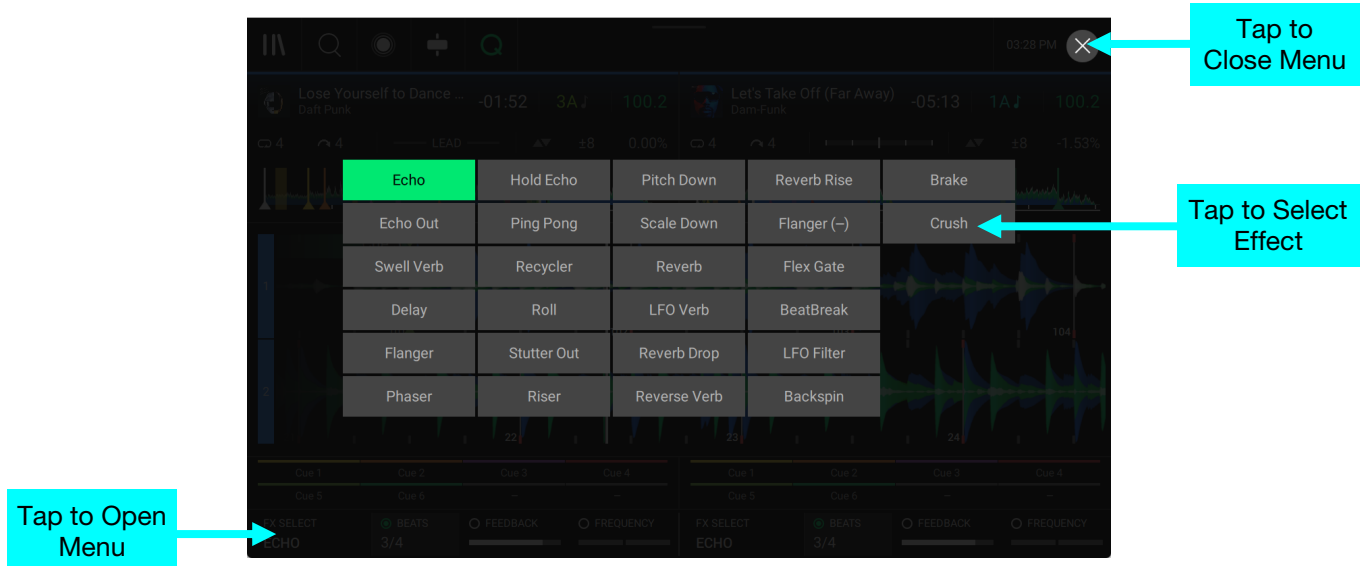 Tap to
Close Menu
03:28 PM
Lose Yourself to Dance ...
Daft Punk
-01:52
3A
100.2
Let's Take Off (Far Away)
Dam-Funk
-05:13
1A
100.2
4
4
LEAD
±8
0.00%
4
4
±8
-1.53%
Echo
Hold Echo
Pitch Down
Reverb Rise
Brake
Echo Out
Ping Pong
Scale Down
Flanger (–)
Crush
Tap to Select
Effect
Swell Verb
Recycler
Reverb
Flex Gate
1
Delay
Roll
LFO Verb
BeatBreak
104
Flanger
Stutter Out
Reverb Drop
LFO Filter
2
Phaser
Riser
Reverse Verb
Backspin
22
23
24
Cue 1
Cue 2
Cue 3
Cue 4
Cue 1
Cue 2
Cue 3
Cue 4
Cue 5
Cue 6
–
–
Cue 5
Cue 6
–
–
Tap to Open
Menu
FX SELECT
ECHO
BEATS
3/4
FEEDBACK
FREQUENCY
FX SELECT
ECHO
BEATS
3/4
FEEDBACK
FREQUENCY